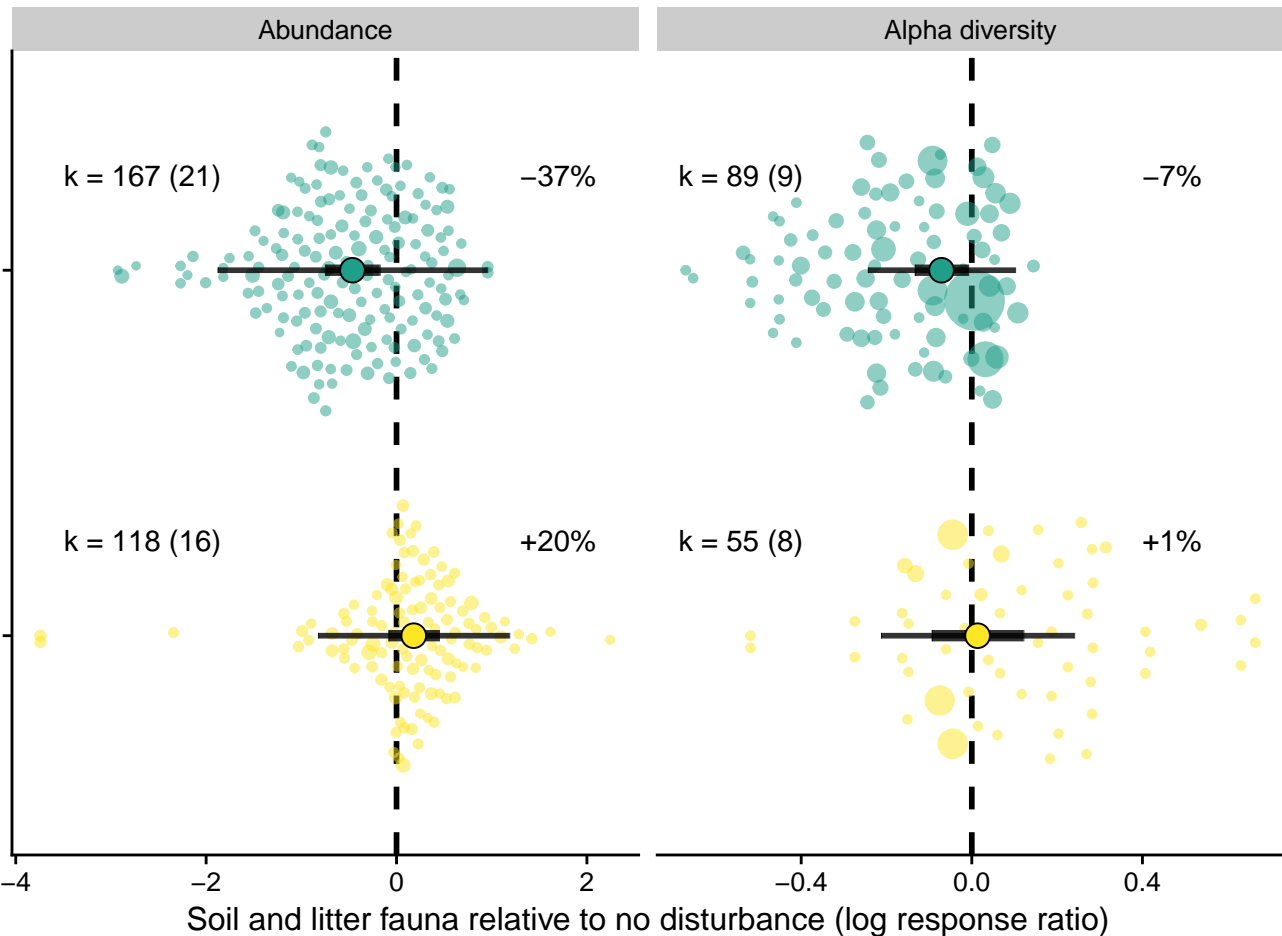 Abundance
Alpha diversity
k = 167 (21)
−37%
k = 89 (9)
−7%
k = 118 (16)
+20%
k = 55 (8)
+1%
−4
−2
0
2
−0.4
0.0
0.4
Soil and litter fauna relative to no disturbance (log response ratio)